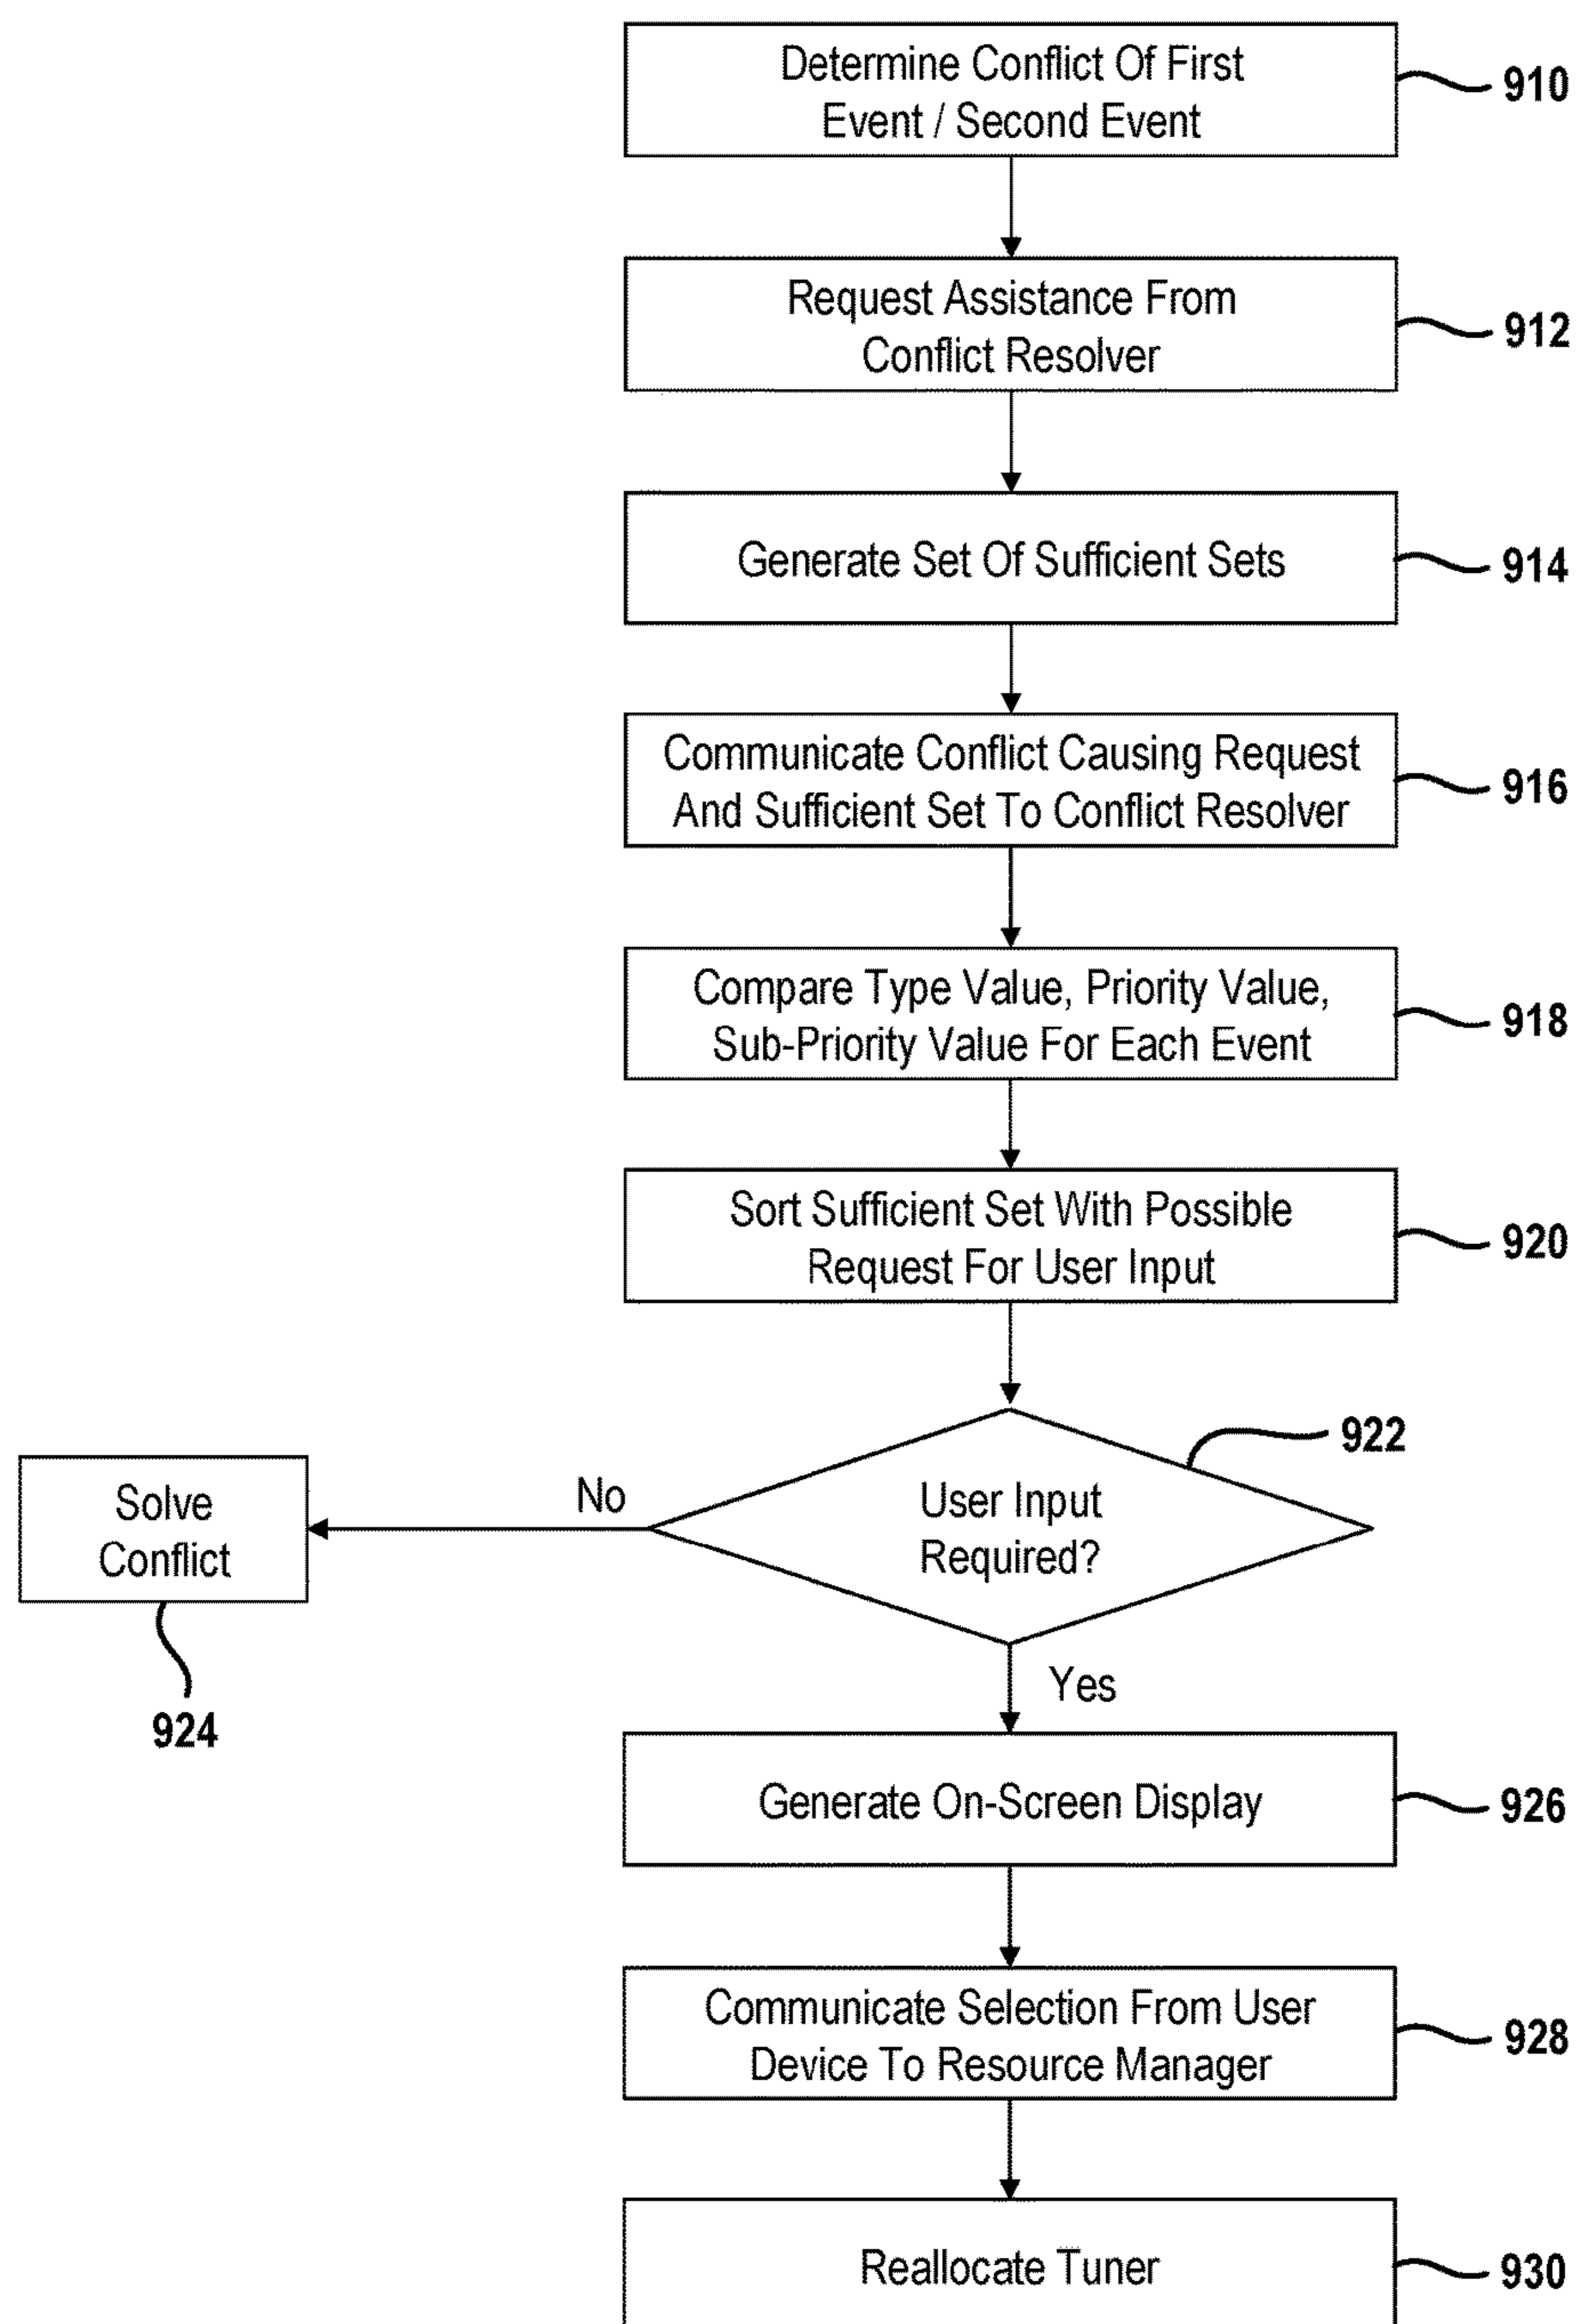 Determine Conflict Of First
Event / Second Event
910
Request Assistance From
Conflict Resolver
912
Generate Set Of Sufficient Sets
914
Communicate Conflict Causing Request
And Sufficient Set To Conflict Resolver
916
Compare Type Value, Priority Value,
Sub-Priority Value For Each Event
918
Sort Sufficient Set With Possible
Request For User Input
920
922
User Input
Required?
No
Solve
Conflict
924
Yes
Generate On-Screen Display
926
Communicate Selection From User
Device To Resource Manager
928
Reallocate Tuner
930